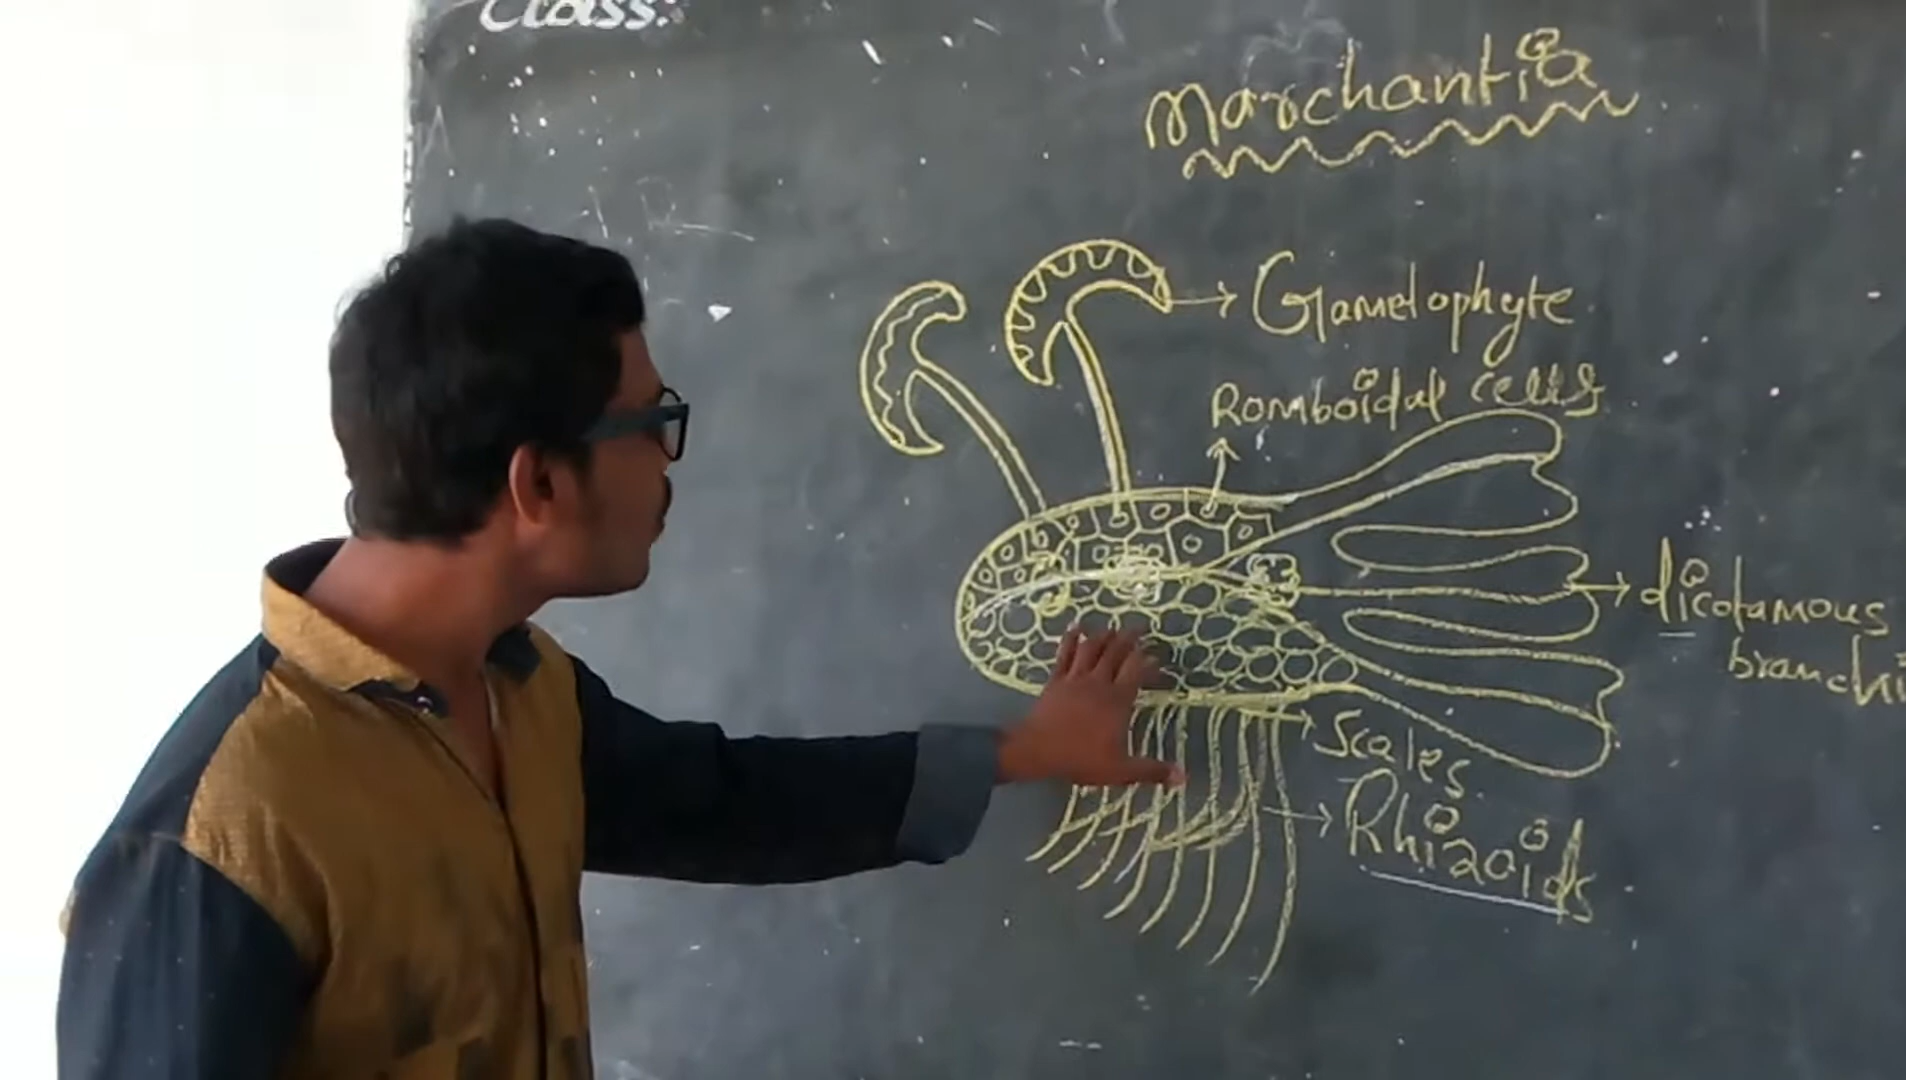 Class:
Marchantia
Gametophyte
Romboidal cells
dicotamous
branchi
Scales
Rhizoids